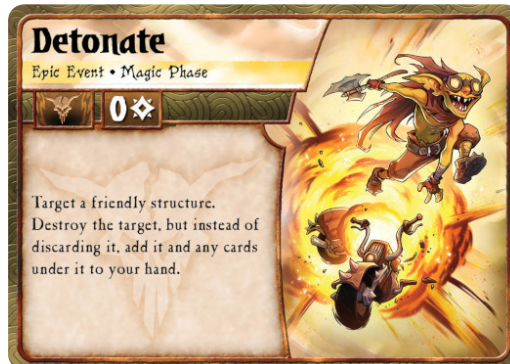 Detonate
Epic Event • Magic Phase
0
Target a friendly structure.
Destroy the target, but instead of
discarding it, add it and any cards
under it to your hand.